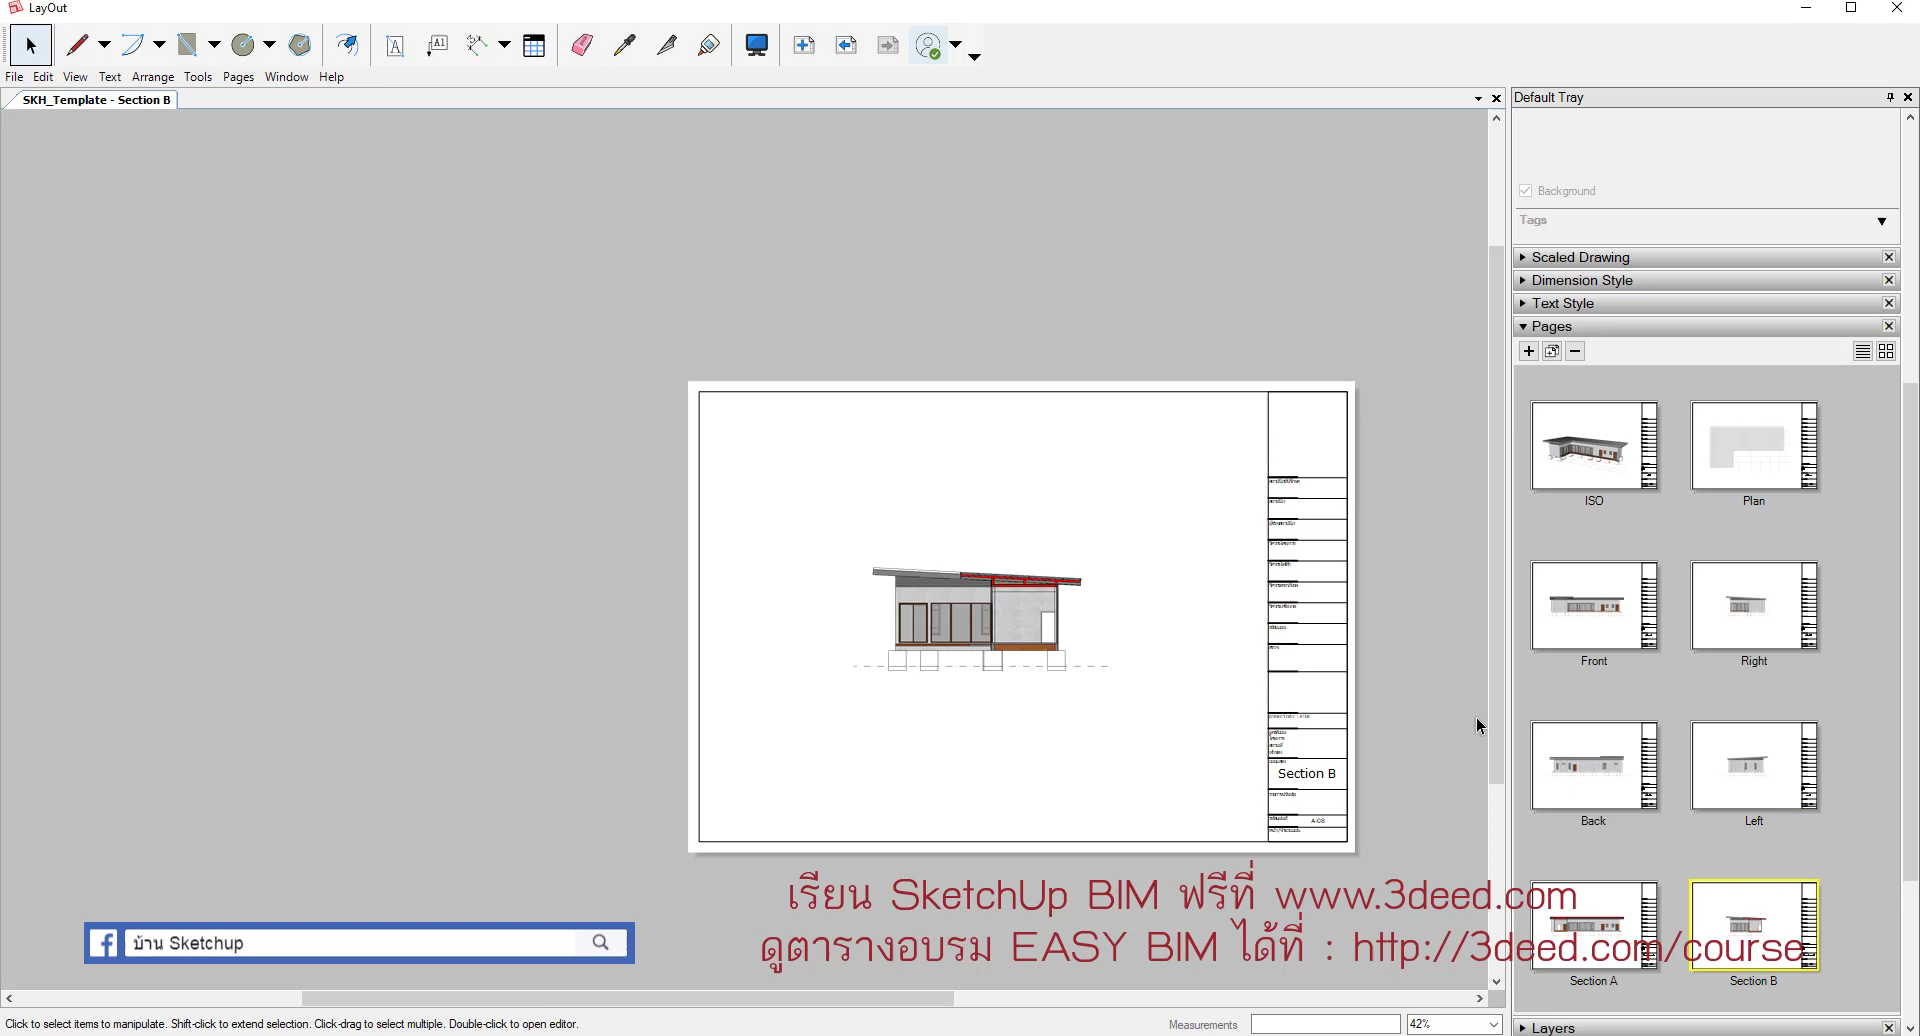 LayOut
File Edit View Text Arrange Tools Pages Window Help
SKH_Template - Section B
Default Tray
Background
Tags
Scaled Drawing
Dimension Style
Text Style
Pages
ISO Plan
Front Right
Back Left
Section A Section B
Layers
DIRECTORY \ FILE
Section B
A-08
เรียน SketchUp BIM ฟรีที่ www.3deed.com
ดูตารางอบรม EASY BIM ได้ที่ : http://3deed.com/course
บ้าน Sketchup
Click to select items to manipulate. Shift-click to extend selection. Click-drag to select multiple. Double-click to open editor.
Measurements 42%